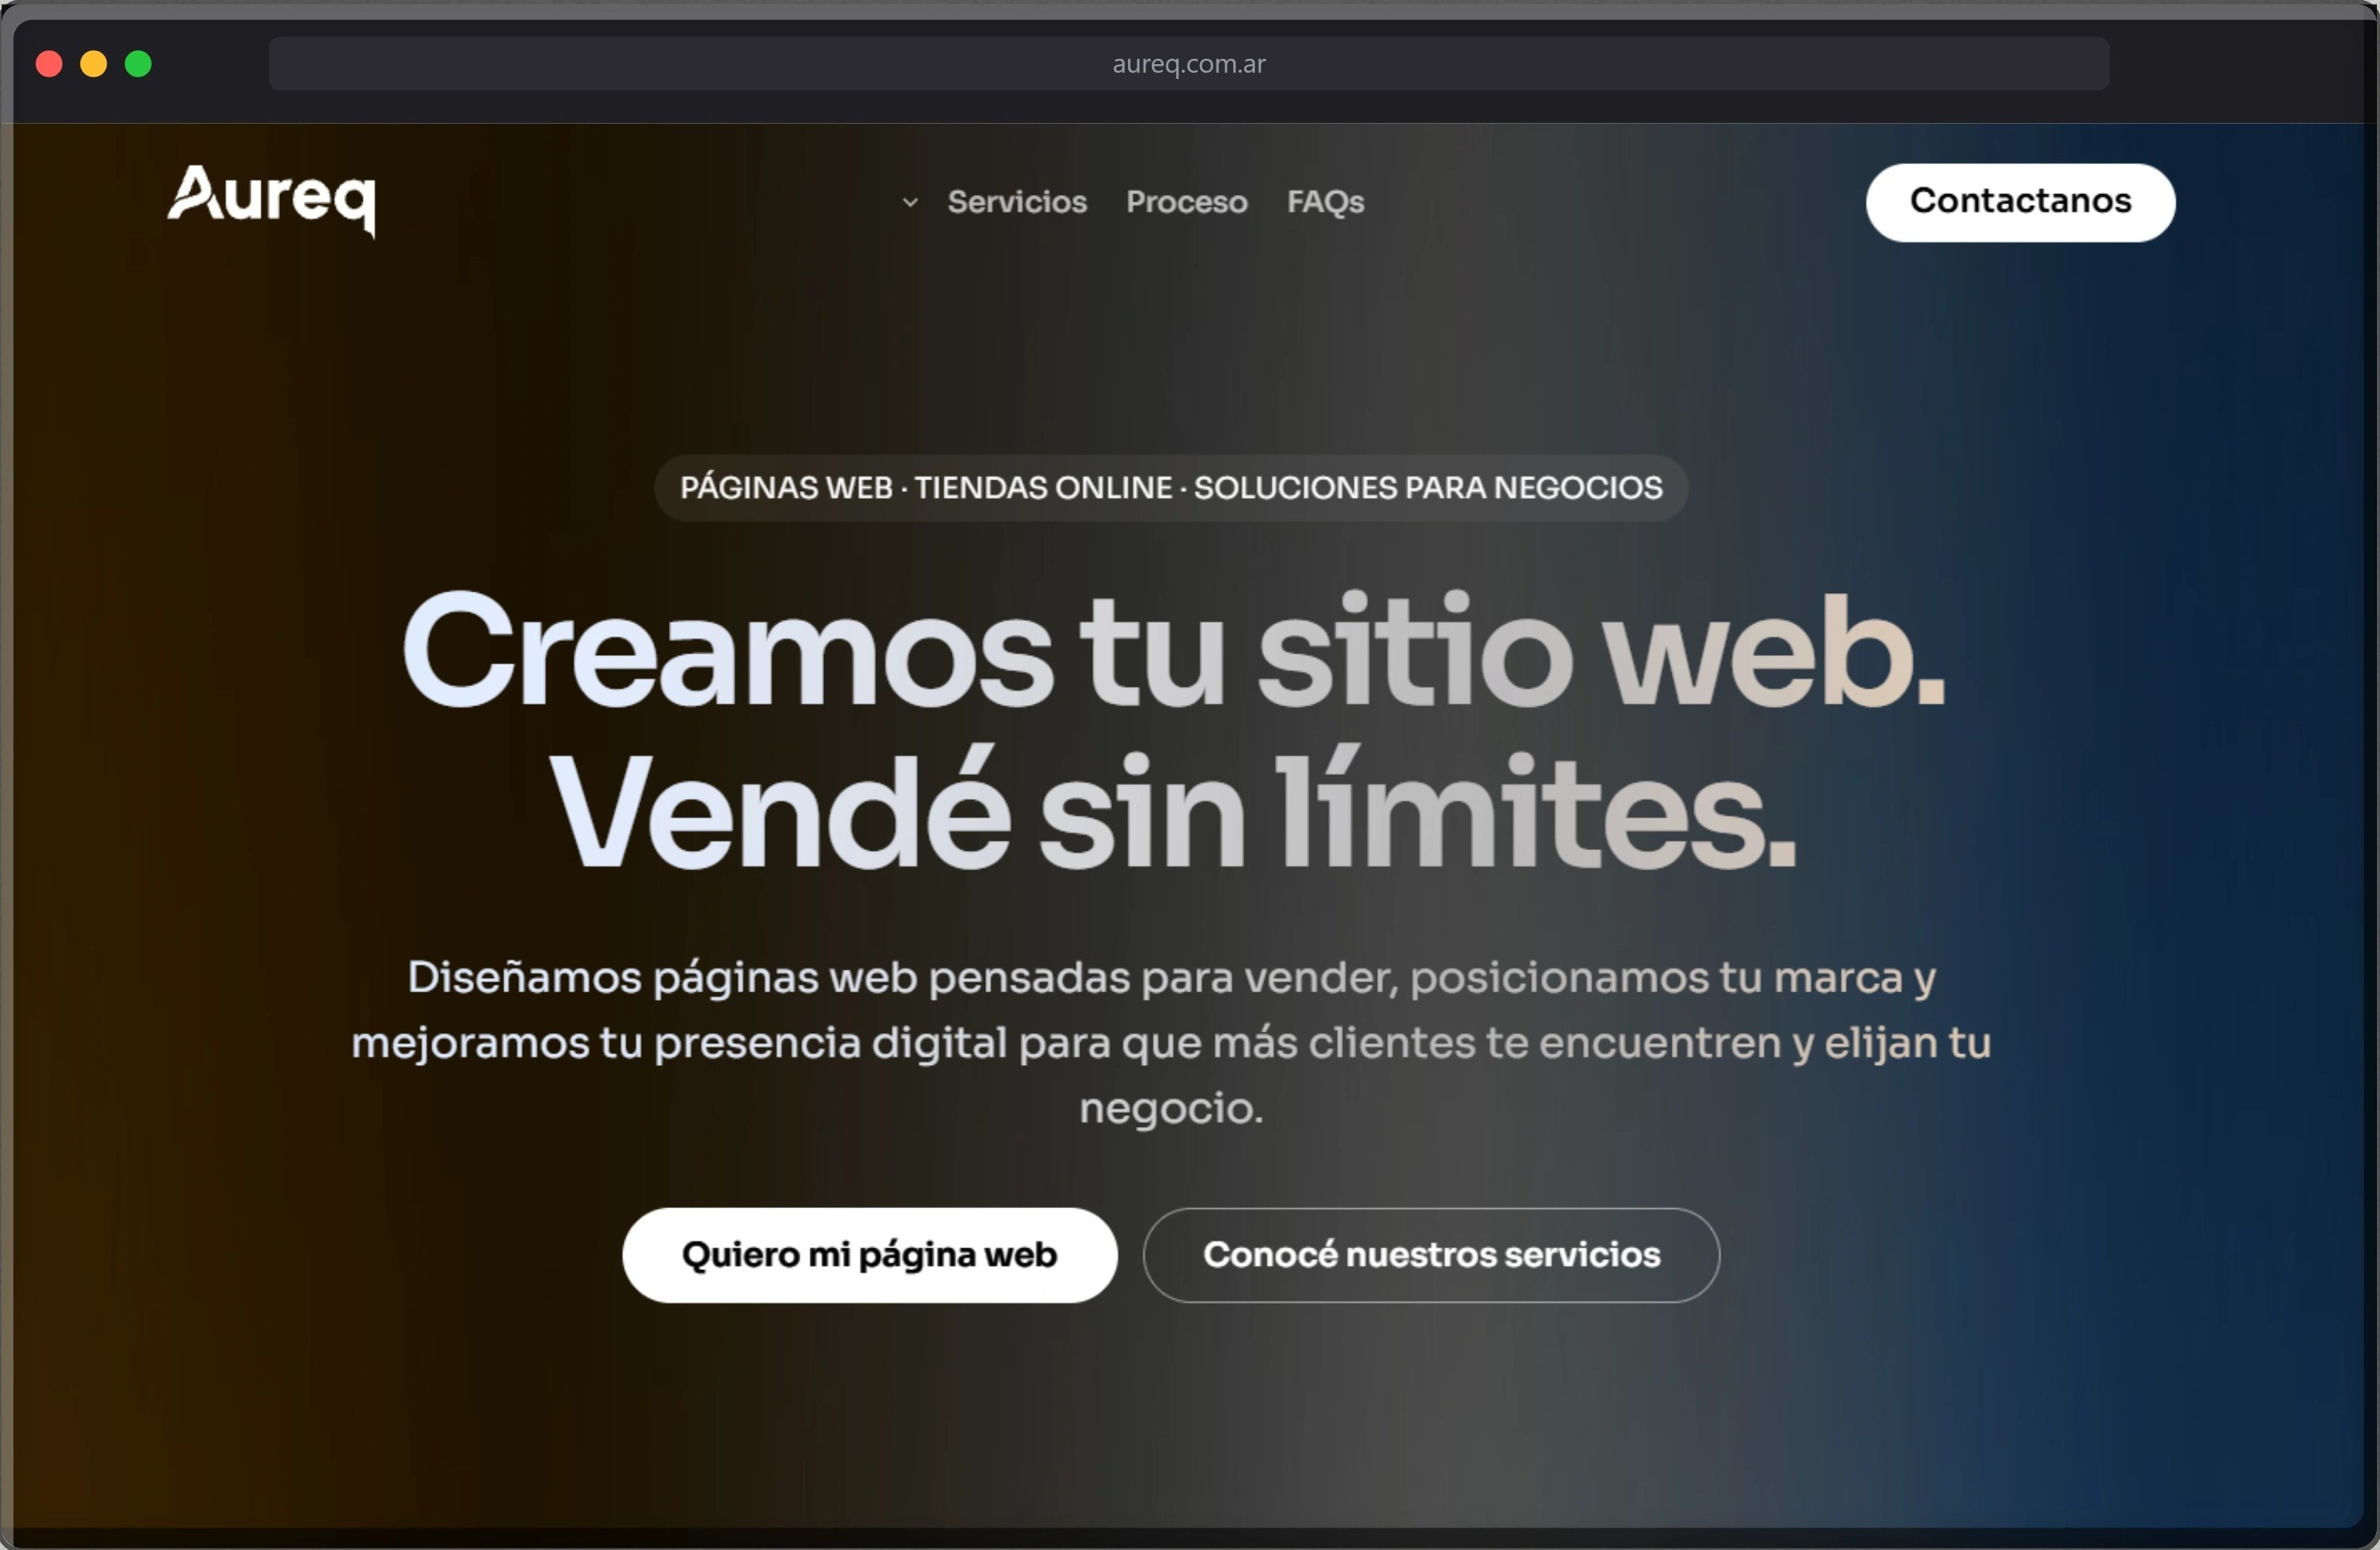 aureq.com.ar
Aureq
Servicios Proceso FAQs
Contactanos
PÁGINAS WEB · TIENDAS ONLINE · SOLUCIONES PARA NEGOCIOS
Creamos tu sitio web.
Vendé sin límites.
Diseñamos páginas web pensadas para vender, posicionamos tu marca y
mejoramos tu presencia digital para que más clientes te encuentren y elijan tu
negocio.
Quiero mi página web
Conocé nuestros servicios